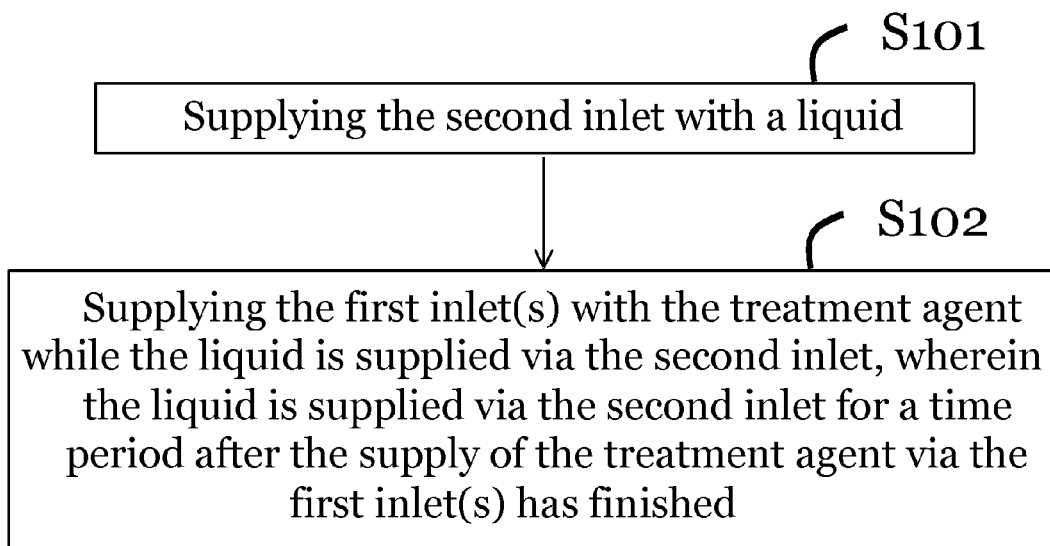 S101
Supplying the second inlet with a liquid
S102
Supplying the first inlet(s) with the treatment agent
while the liquid is supplied via the second inlet, wherein
the liquid is supplied via the second inlet for a time
period after the supply of the treatment agent via the
first inlet(s) has finished